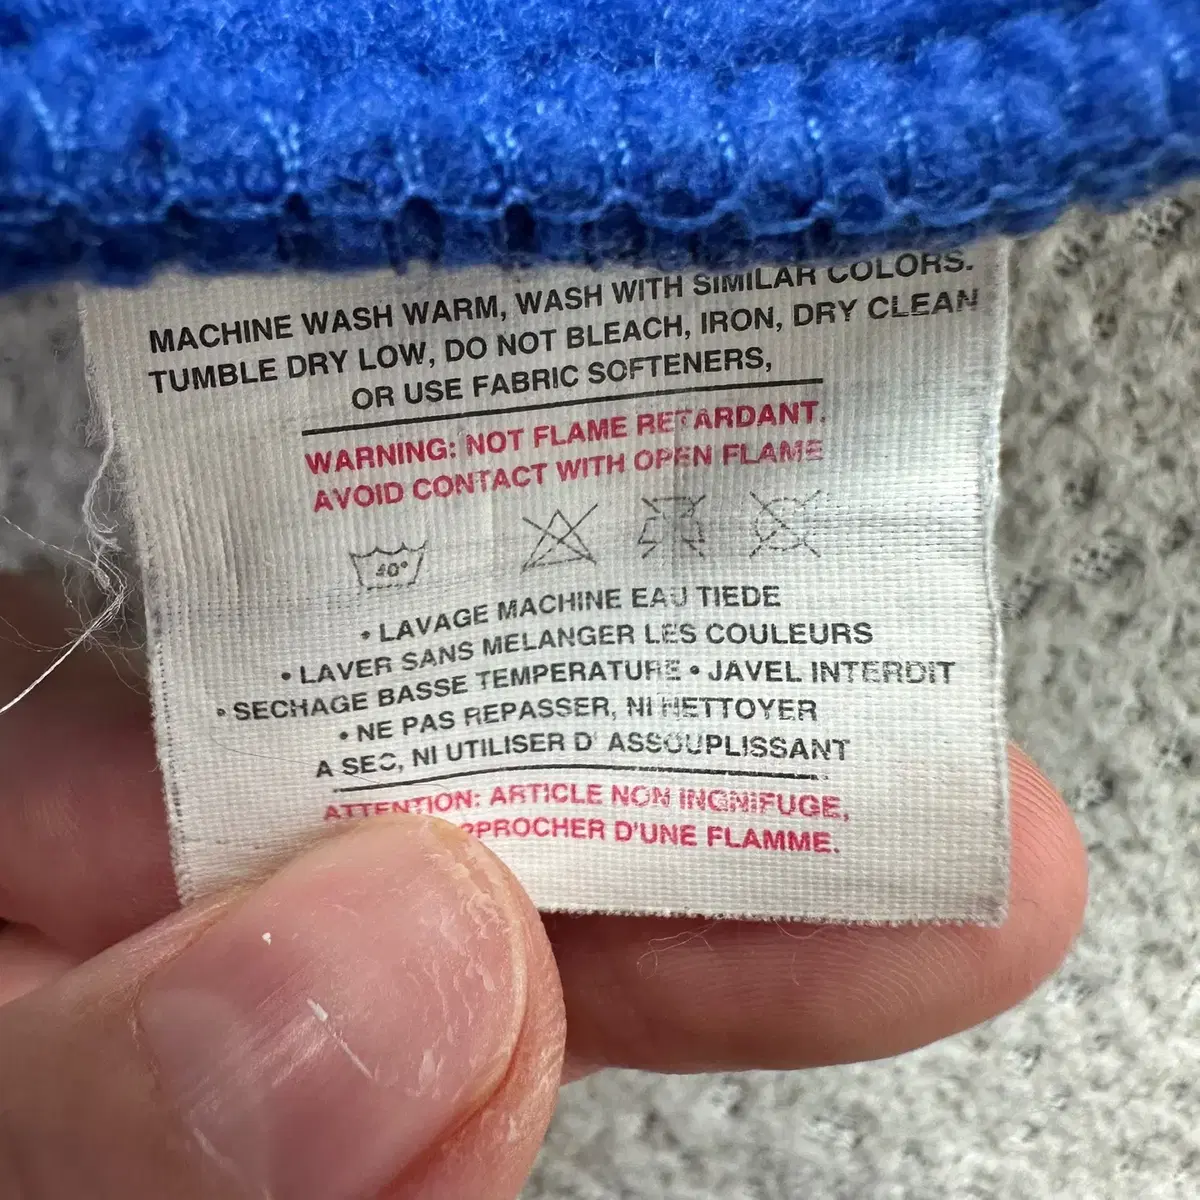 MACHINE WASH WARM, WASH WITH SIMILAR COLORS.
TUMBLE DRY LOW, DO NOT BLEACH, IRON, DRY CLEAN
OR USE FABRIC SOFTENERS,
WARNING: NOT FLAME RETARDANT.
AVOID CONTACT WITH OPEN FLAME
40°
• LAVAGE MACHINE EAU TIEDE
• LAVER SANS MELANGER LES COULEURS
• SECHAGE BASSE TEMPERATURE • JAVEL INTERDIT
• NE PAS REPASSER, NI NETTOYER
A SEC, NI UTILISER D' ASSOUPLISSANT
ATTENTION: ARTICLE NON INGNIFUGE,
D'UNE FLAMME.